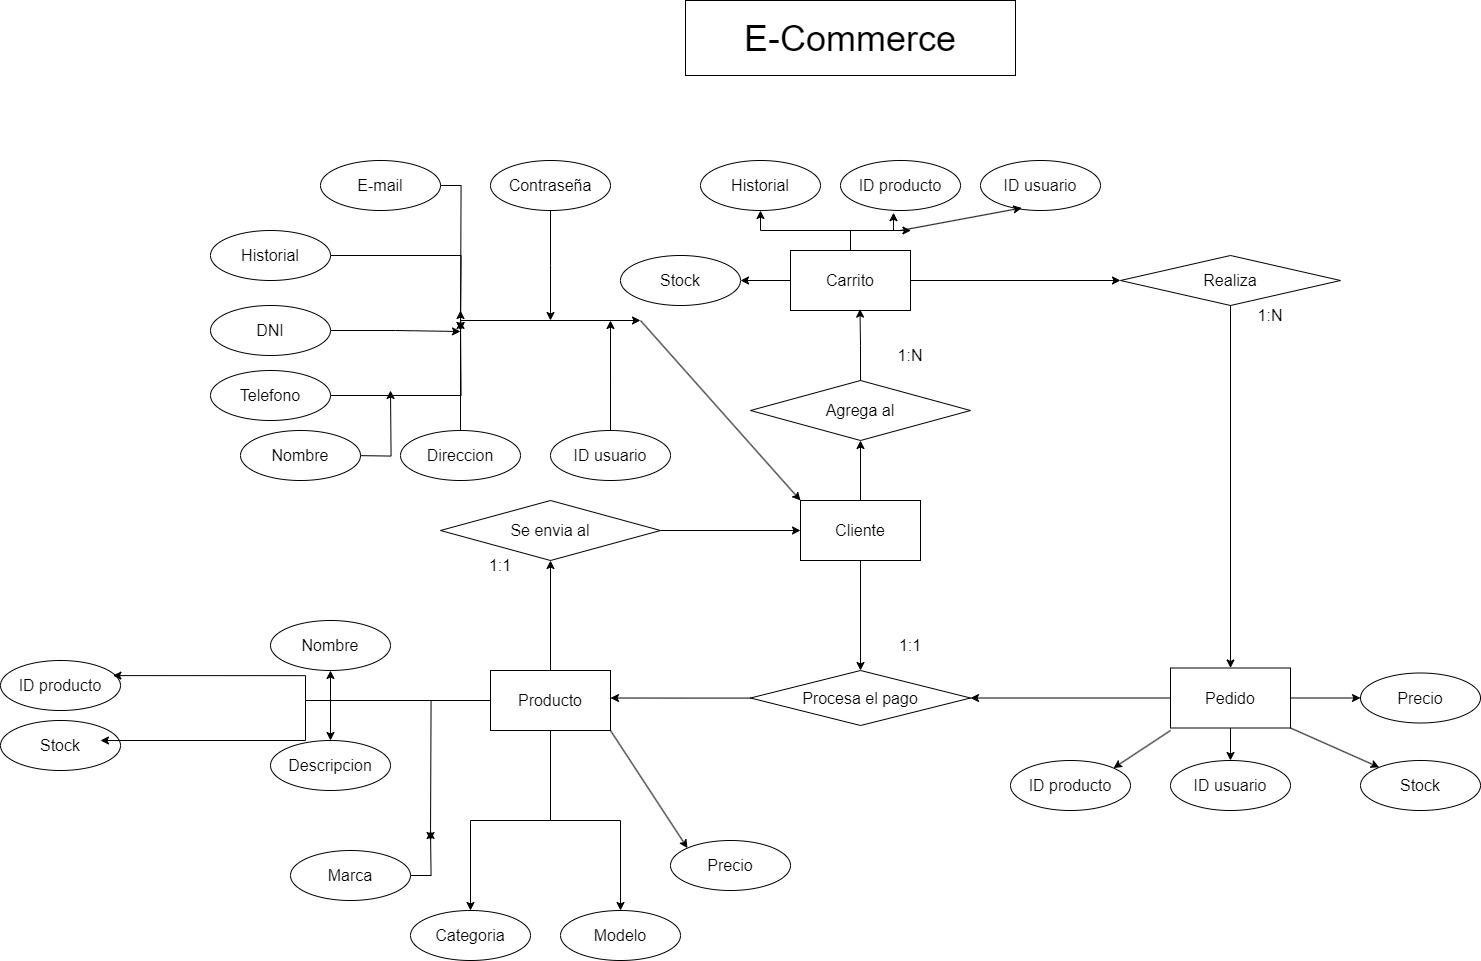 E-Commerce
E-mail
Contraseña
Historial
ID producto
ID usuario
Historial
Stock
Carrito
Realiza
1:N
DNI
1:N
Telefono
Agrega al
Nombre
Direccion
ID usuario
Se envia al
Cliente
1:1
Nombre
1:1
ID producto
Producto
Procesa el pago
Pedido
Precio
Stock
Descripcion
ID producto
ID usuario
Stock
Marca
Precio
Categoria
Modelo